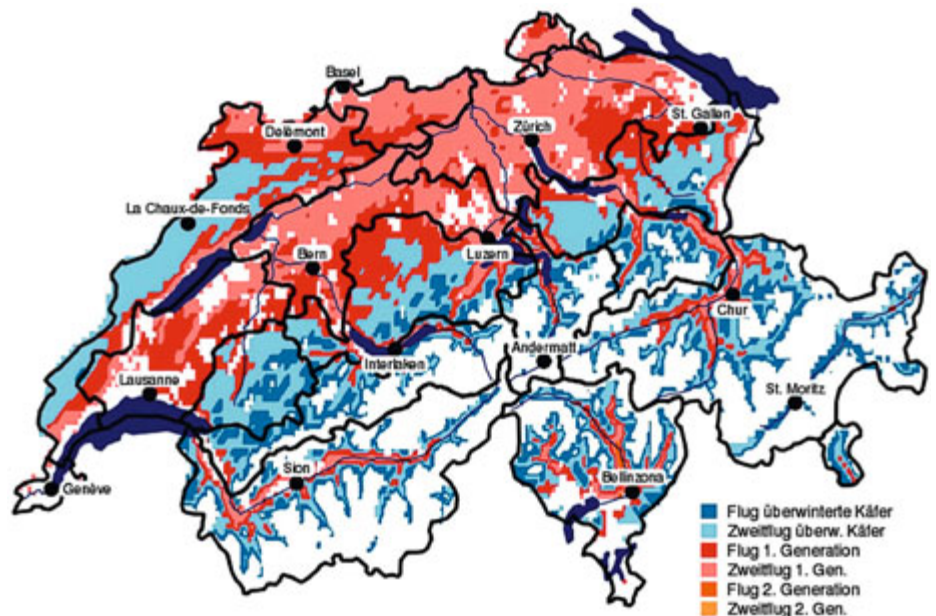 Basel
St. Gallen
Delémont
Zürich
La Chaux-de-Fonds
Bern
Luzern
Chur
Interlaken
Andermatt
Lausanne
St. Moritz
Sion
Bellinzona
Genève
Flug überwinterte Käfer
Zweitflug überw. Käfer
Flug 1. Generation
Zweitflug 1. Gen.
Flug 2. Generation
Zweitflug 2. Gen.